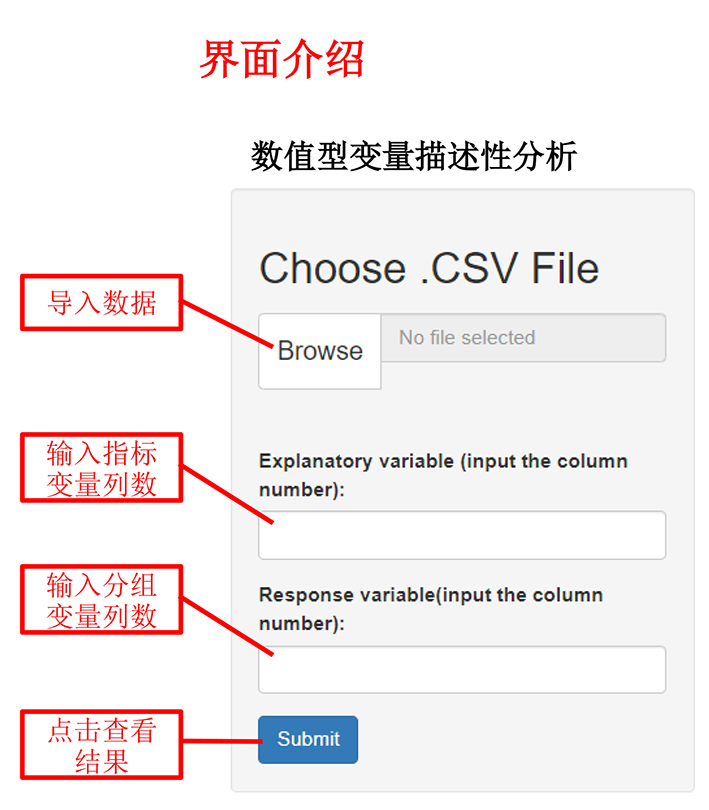 界面介绍
数值型变量描述性分析
Choose .CSV File
导入数据
Browse
No file selected
输入指标
变量列数
Explanatory variable (input the column
number):
输入分组
变量列数
Response variable(input the column
number):
点击查看
结果
Submit